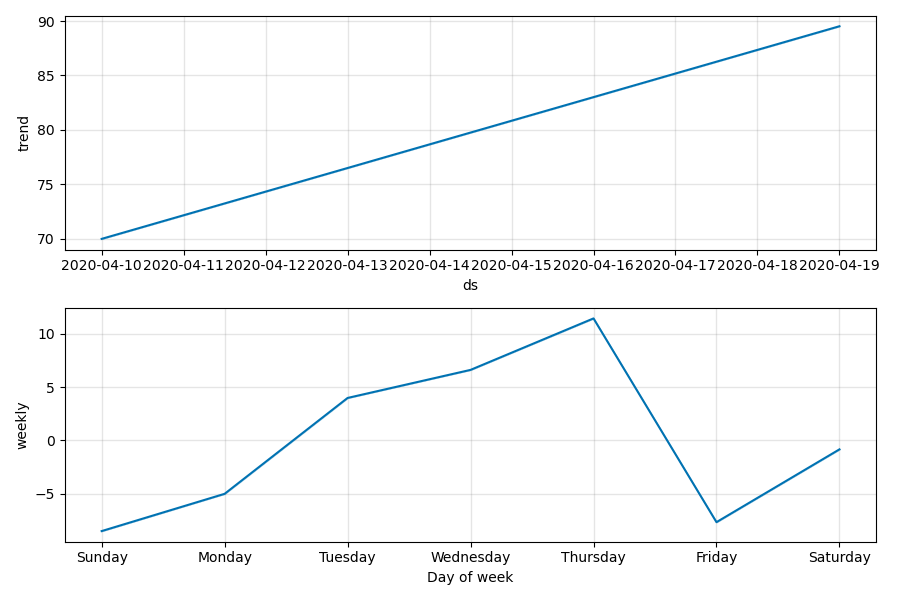 90
85
80
75
70
trend
2020-04-10 2020-04-11 2020-04-12 2020-04-13 2020-04-14 2020-04-15 2020-04-16 2020-04-17 2020-04-18 2020-04-19
ds
10
5
0
−5
weekly
Sunday Monday Tuesday Wednesday Thursday Friday Saturday
Day of week